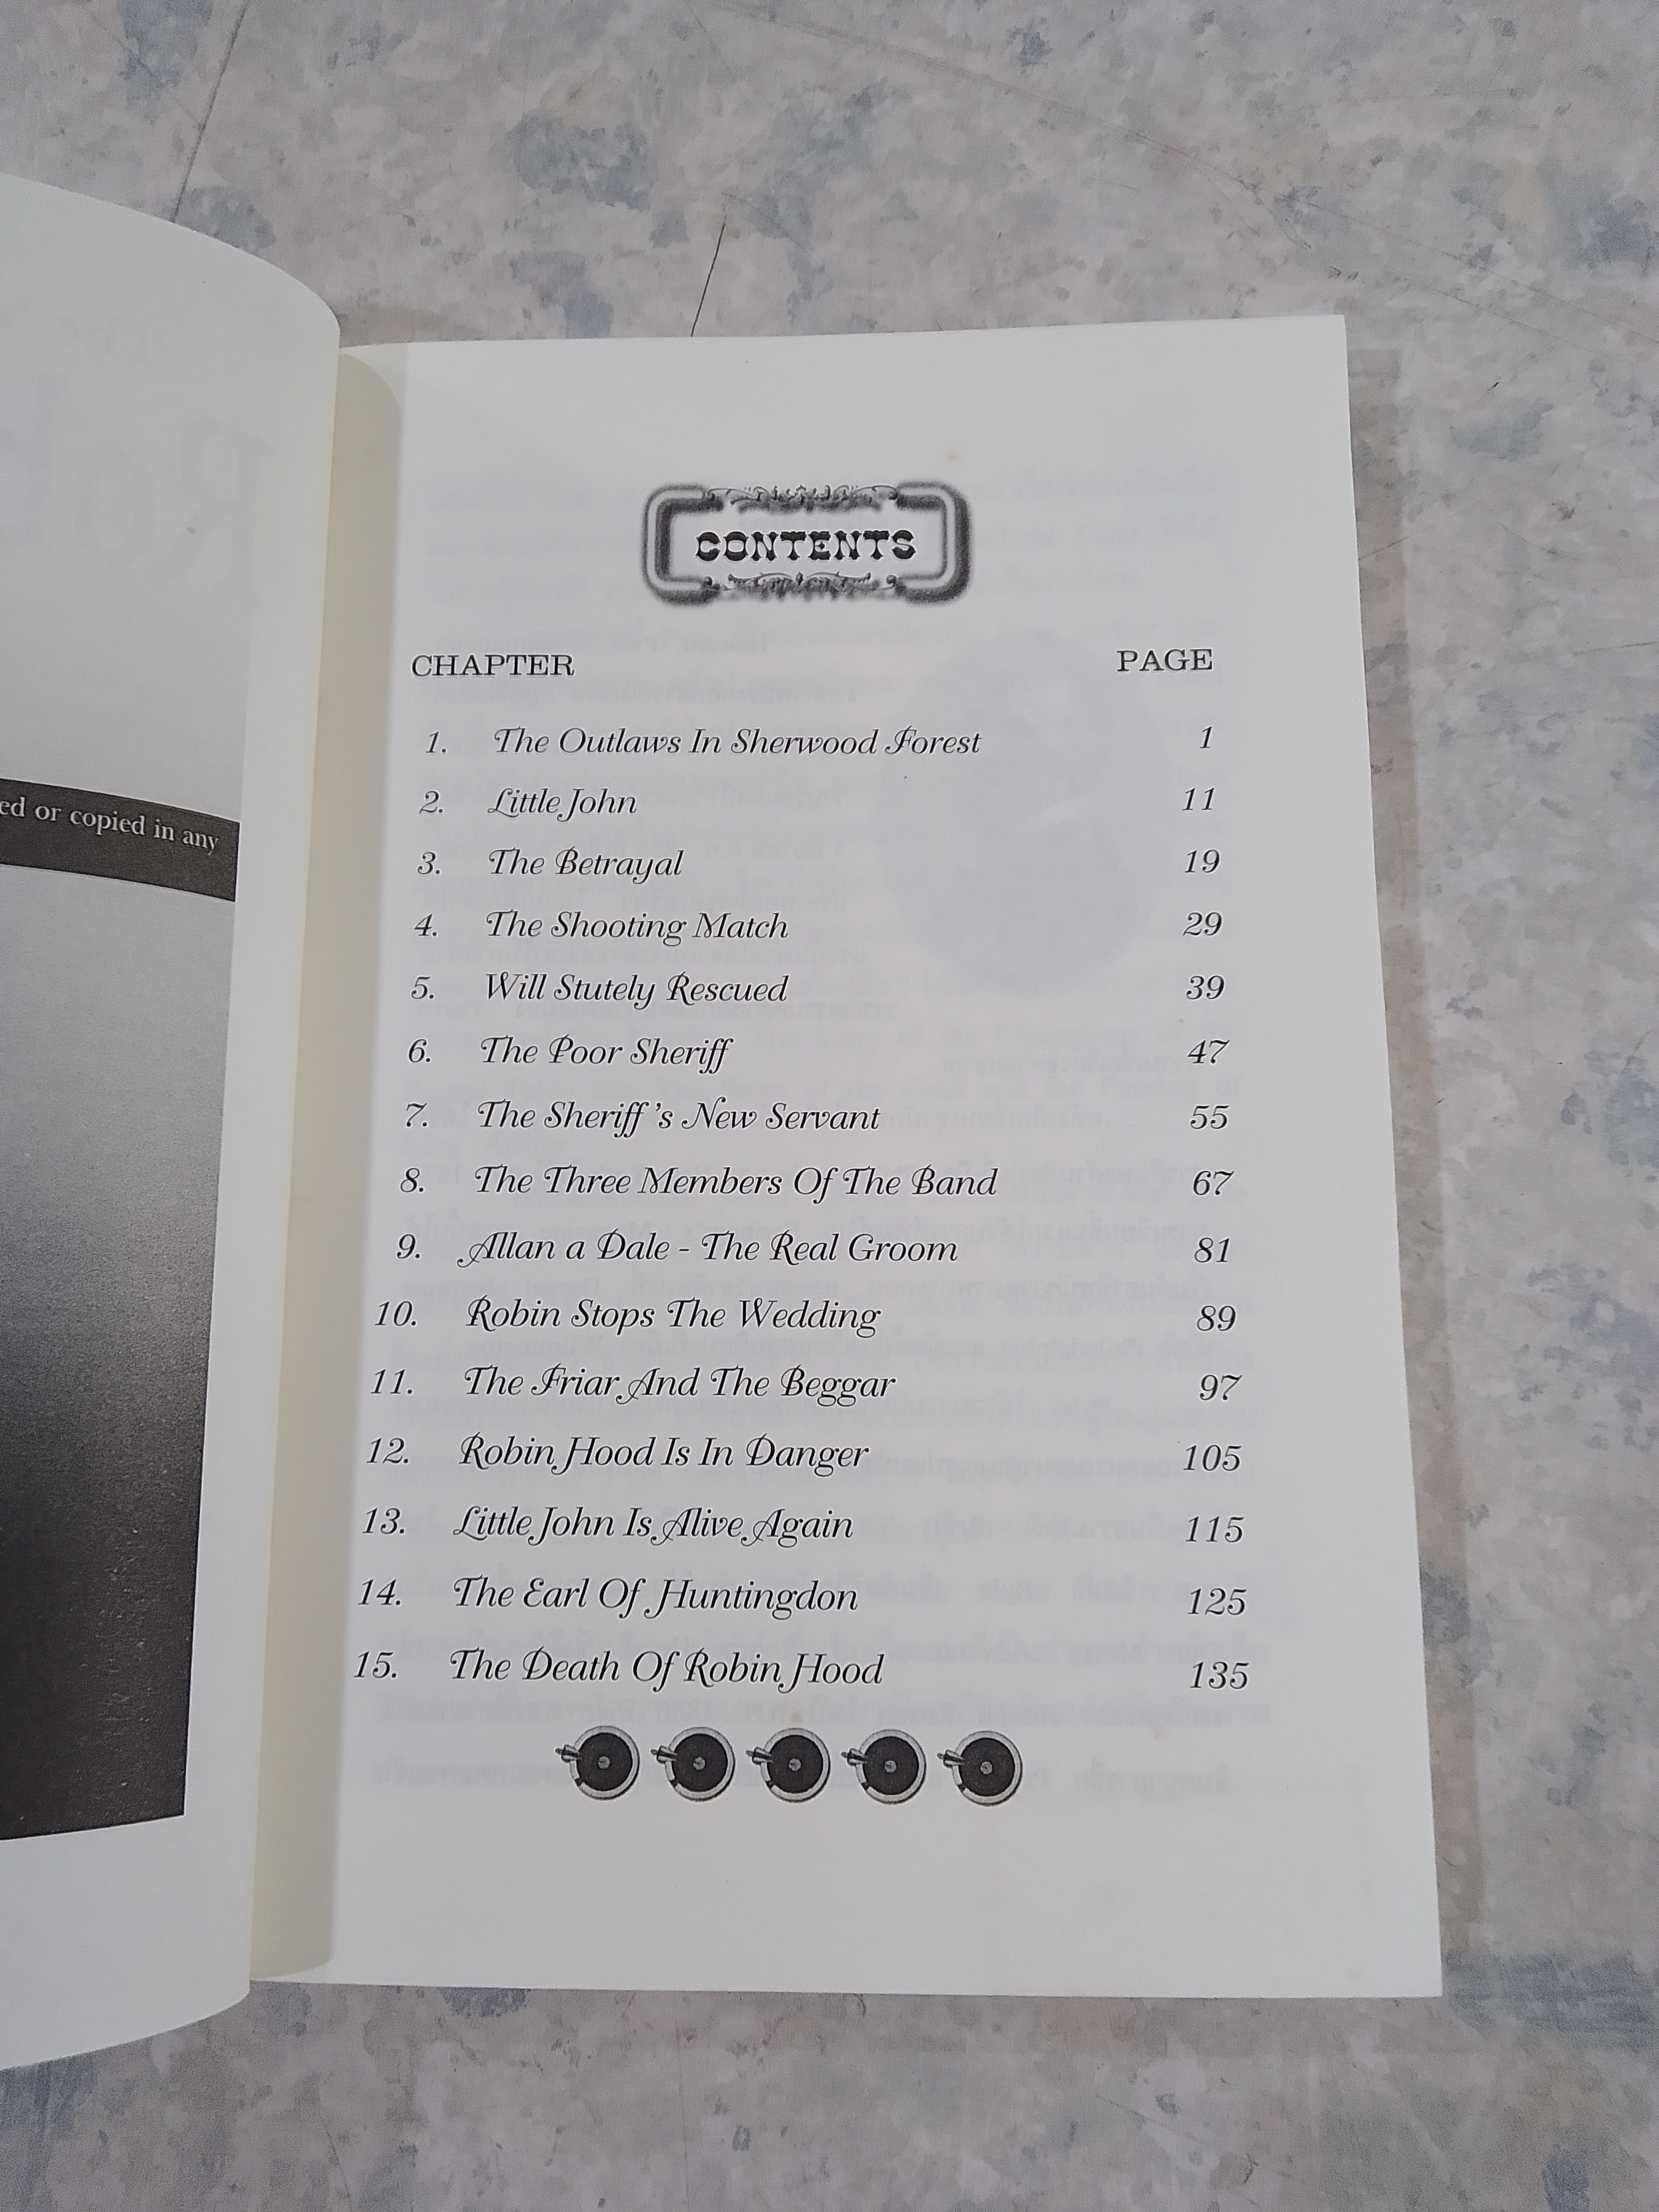 ed or copied in any
CONTENTS
CHAPTER PAGE
1. The Outlaws In Sherwood Forest 1
2. Little John 11
3. The Betrayal 19
4. The Shooting Match 29
5. Will Stutely Rescued 39
6. The Poor Sheriff 47
7. The Sheriff's New Servant 55
8. The Three Members Of The Band 67
9. Allan a Dale - The Real Groom 81
10. Robin Stops The Wedding 89
11. The Friar And The Beggar 97
12. Robin Hood Is In Danger 105
13. Little John Is Alive Again 115
14. The Earl Of Huntingdon 125
15. The Death Of Robin Hood 135